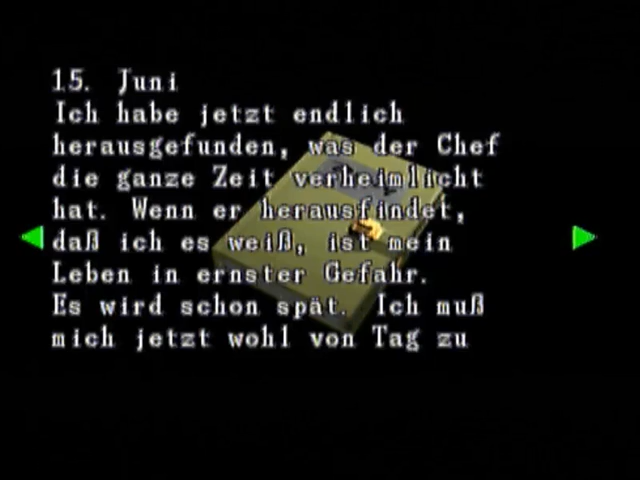 15. Juni
Ich habe jetzt endlich
herausgefunden, was der Chef
die ganze Zeit verheimlicht
hat. Wenn er herausfindet,
daß ich es weiß, ist mein
Leben in ernster Gefahr.
Es wird schon spät. Ich muß
mich jetzt wohl von Tag zu